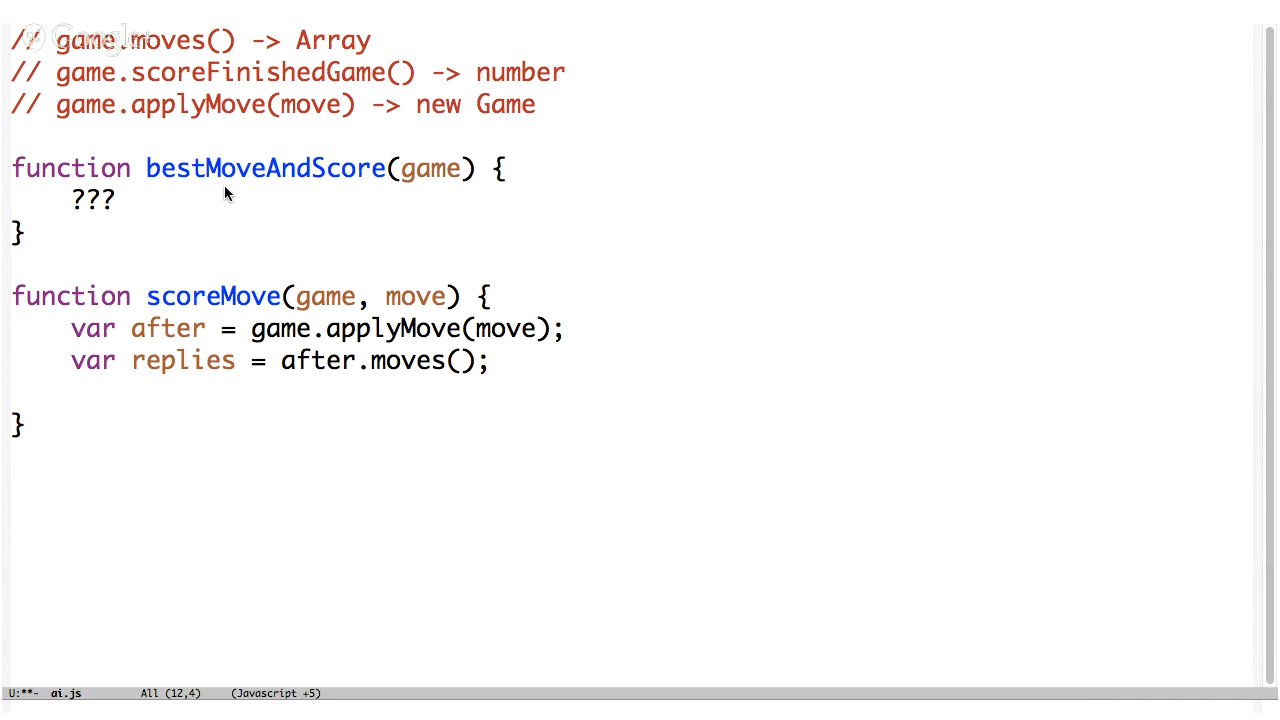 // game.moves() -> Array
// game.scoreFinishedGame() -> number
// game.applyMove(move) -> new Game
function bestMoveAndScore(game) {
    ???
}
function scoreMove(game, move) {
    var after = game.applyMove(move);
    var replies = after.moves();
}
U:**-  ai.js          All (12,4)     (Javascript +5)